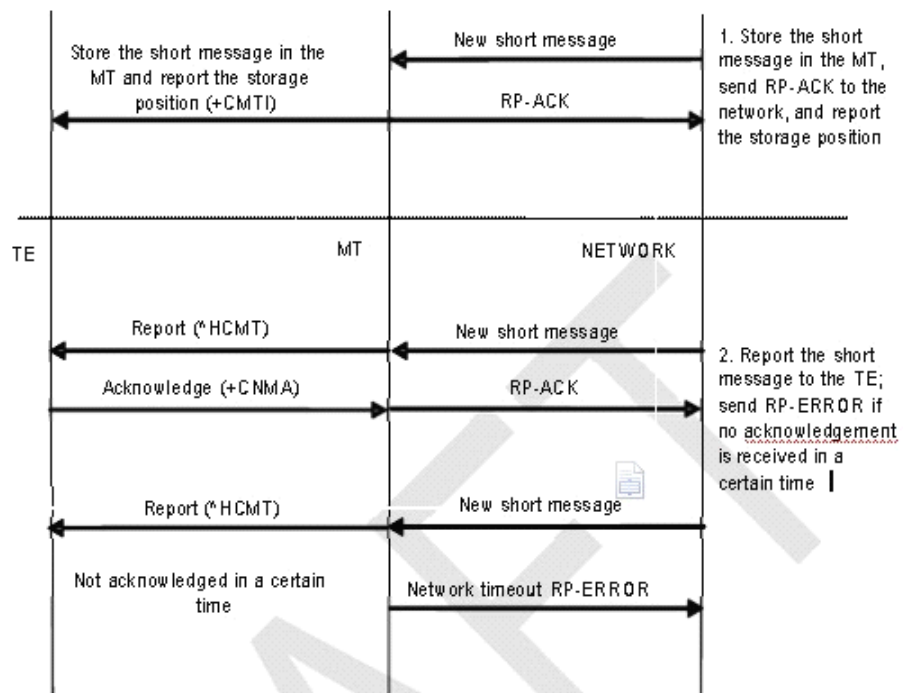 Store the short message in the
MT and report the storage
position (+CMTI)
New short message
RP-ACK
1. Store the short
message in the MT,
send RP-ACK to the
network, and report
the storage position
TE
MT
NETWORK
Report (^HCMT)
New short message
Acknowledge (+CNMA)
RP-ACK
2. Report the short
message to the TE;
send RP-ERROR if
no acknowledgement
is received in a
certain time
Report (^HCMT)
New short message
Not acknowledged in a certain
time
Network timeout RP-ERROR